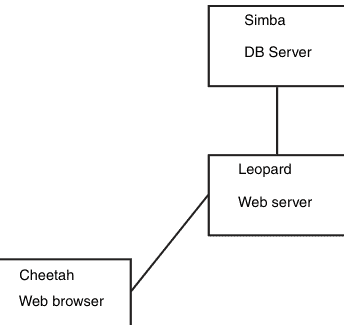 Simba
DB Server
Leopard
Web server
Cheetah
Web browser